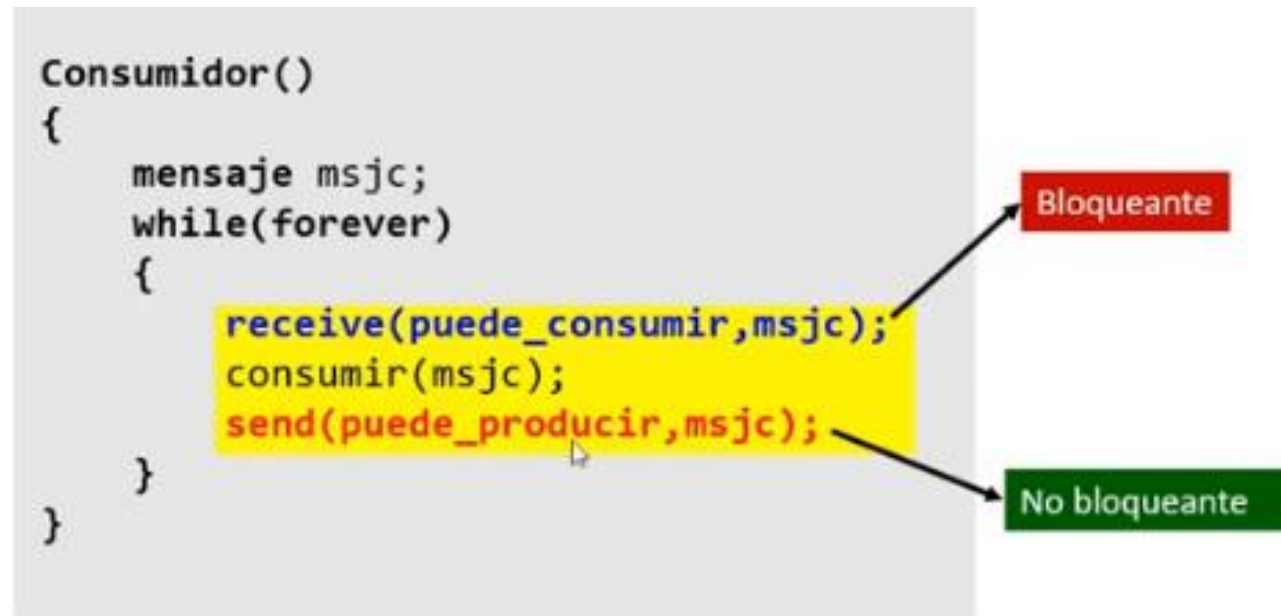 Consumidor()
{
mensaje msjc;
while(forever)
{
receive(puede_consumir,msjc);
consumir(msjc);
send(puede_producir,msjc);
}
}
Bloqueante
No bloqueante